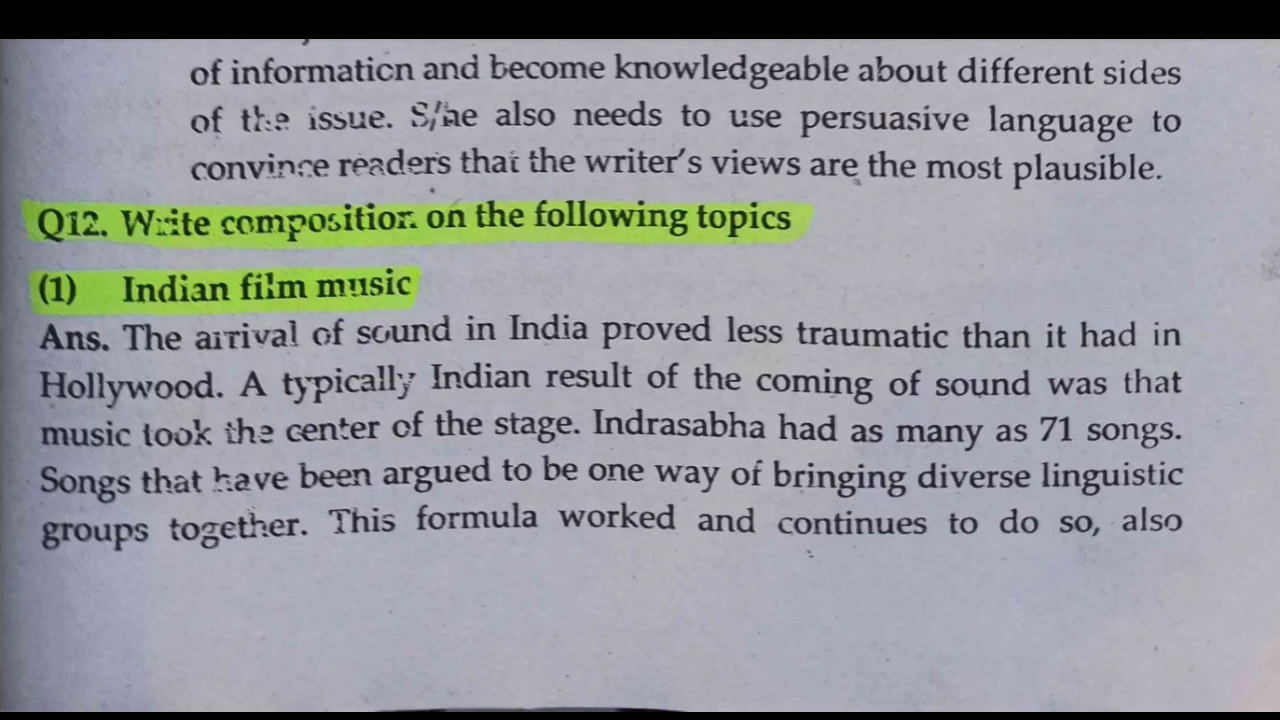 of information and become knowledgeable about different sides
of the issue. S/he also needs to use persuasive language to
convince readers that the writer's views are the most plausible.
Q12. Write composition on the following topics
(1) Indian film music
Ans. The arrival of sound in India proved less traumatic than it had in
Hollywood. A typically Indian result of the coming of sound was that
music took the center of the stage. Indrasabha had as many as 71 songs.
Songs that have been argued to be one way of bringing diverse linguistic
groups together. This formula worked and continues to do so, also